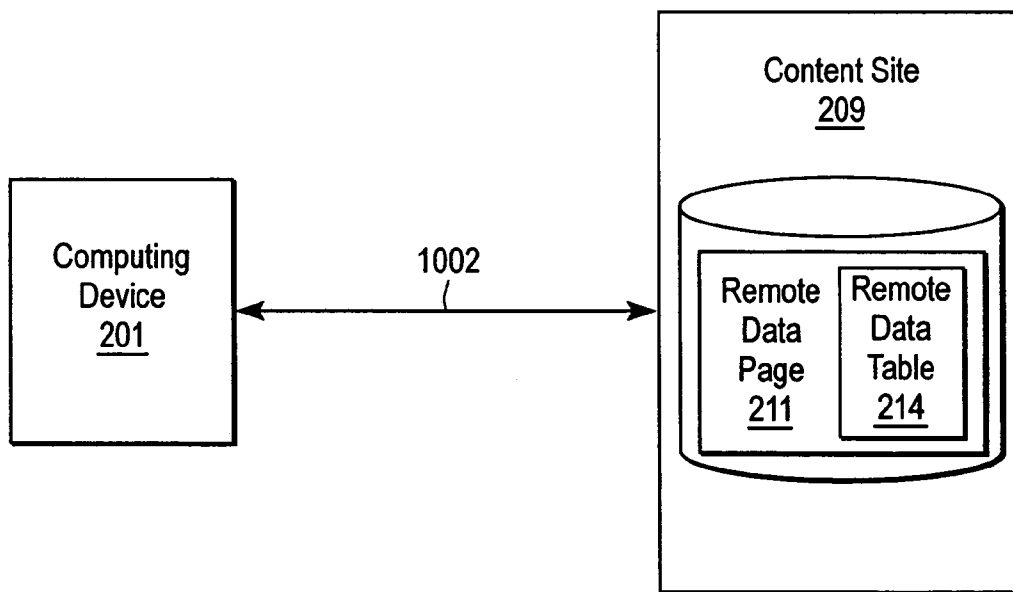 Content Site
209
Computing
Device
201
1002
Remote
Data
Page
211
Remote
Data
Table
214